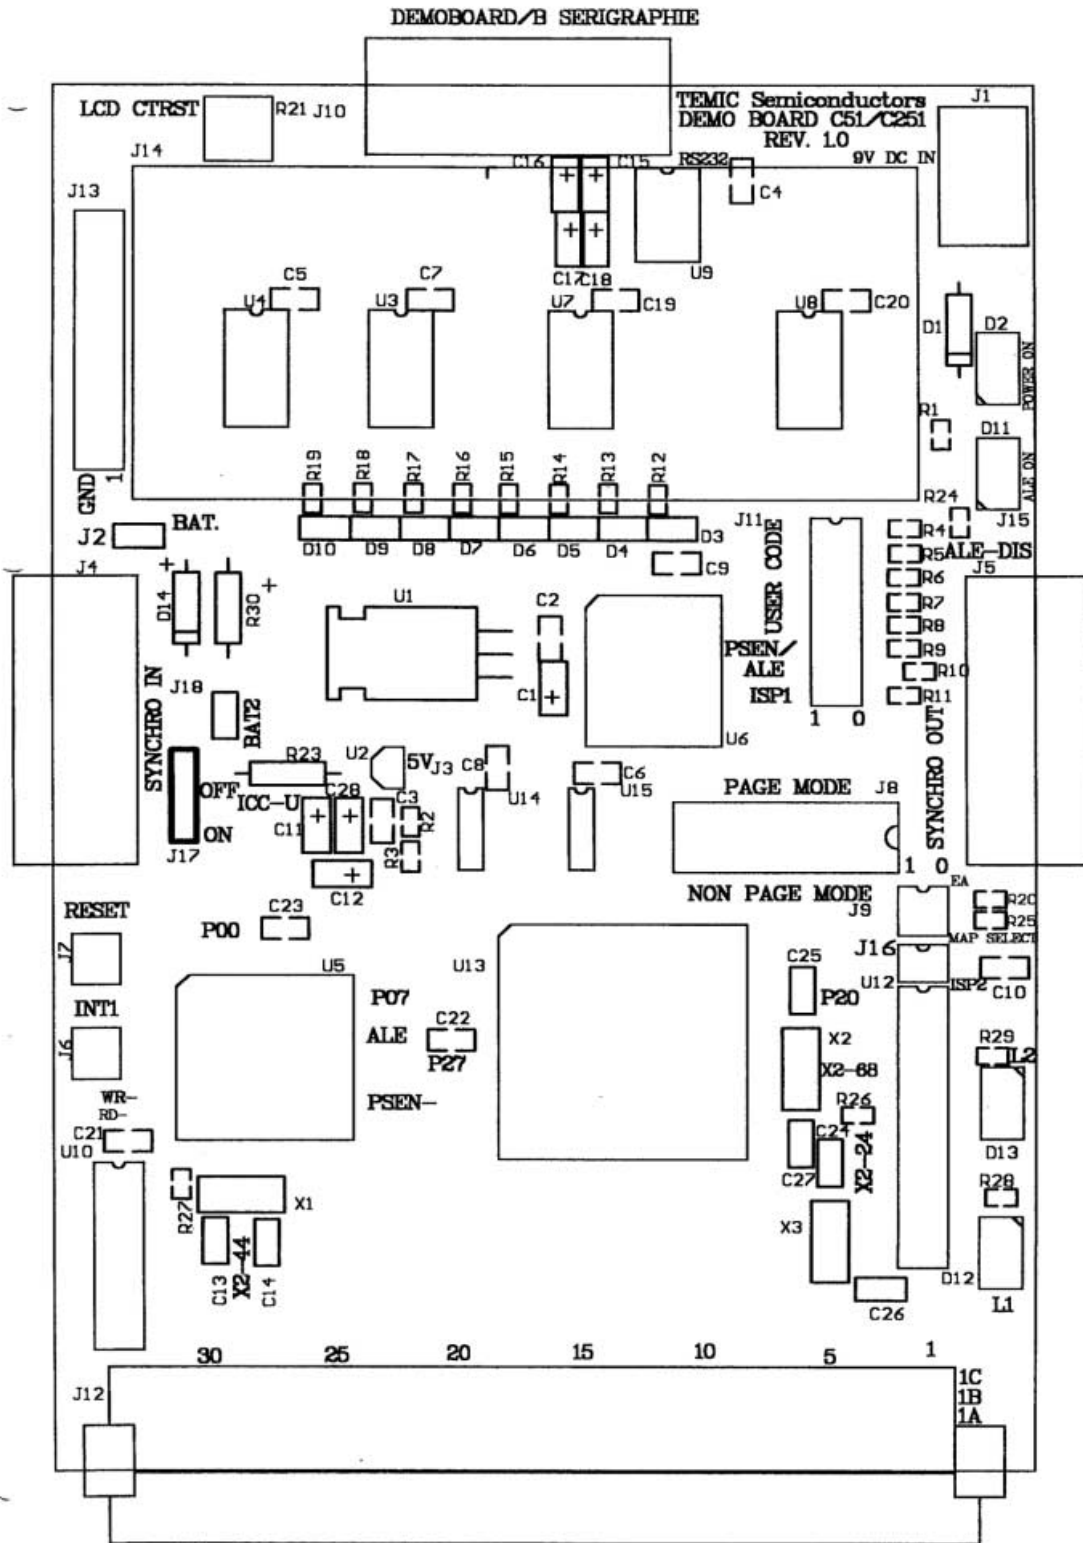 DEMOBOARD/B SERIGRAPHIE
LCD CTRST
R21
J10
TEMIC Semiconductors
DEMO BOARD C51/C251
REV. 1.0
J1
J14
C16
C15
RS232
9V DC IN
J13
C4
U9
C17
C18
C5
C7
U4
U3
U7
C19
U8
C20
D1
D2
POWER ON
R1
D11
ALE ON
GND
1
R19
R18
R17
R16
R15
R14
R13
R12
R24
J15
J2
BAT.
D10
D9
D8
D7
D6
D5
D4
D3
J11
USER CODE
R4
R5
ALE-DIS
J4
C9
R6
J5
+
D14
R30
+
U1
C2
R7
R8
R9
PSEN/
ALE
ISP1
R10
R11
J18
C1
+
1 0
U6
SYNCHRO IN
BAT2
SYNCHRO OUT
R23
U2
5V
J3
C8
C6
U14
U15
PAGE MODE
J8
OFF
ICC-U
C28
ON
J17
C11
+
+
C3
R2
R3
C12
+
1 0
NON PAGE MODE
EA
J9
R20
R25
MAP SELECT
RESET
P00
C23
J7
U5
U13
C25
J16
U12
ISP2
C10
INT1
P07
P20
J6
ALE
C22
P27
X2
R29
L2
X2-68
PSEN-
WR-
RD-
R26
C21
U10
C24
X2-24
C27
D13
R27
X1
R28
X3
C13
X2-44
C14
D12
C26
L1
30 25 20 15 10 5 1
J12
1C
1B
1A